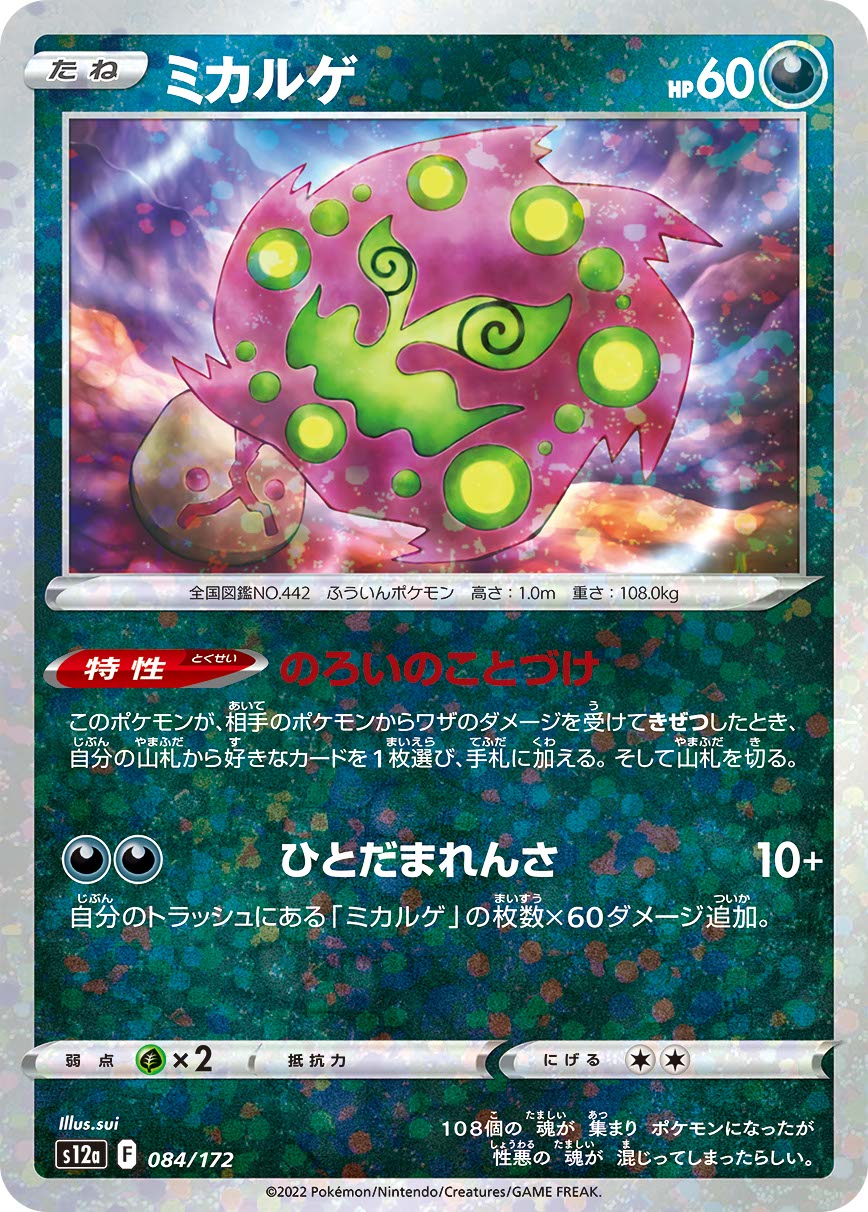 たね ミカルゲ HP60
全国図鑑NO.442 ふういんポケモン 高さ：1.0m 重さ：108.0kg
特性 とくせい のろいのことづけ
このポケモンが、相手のポケモンからワザのダメージを受けてきぜつしたとき、
自分の山札から好きなカードを1枚選び、手札に加える。そして山札を切る。
ひとだまれんさ 10+
自分のトラッシュにある「ミカルゲ」の枚数×60ダメージ追加。
弱点 ×2 抵抗力 にげる
Illus.sui
108個の 魂が 集まり ポケモンになったが
s12a F 084/172 性悪の 魂が 混じってしまったらしい。
©2022 Pokémon/Nintendo/Creatures/GAME FREAK.